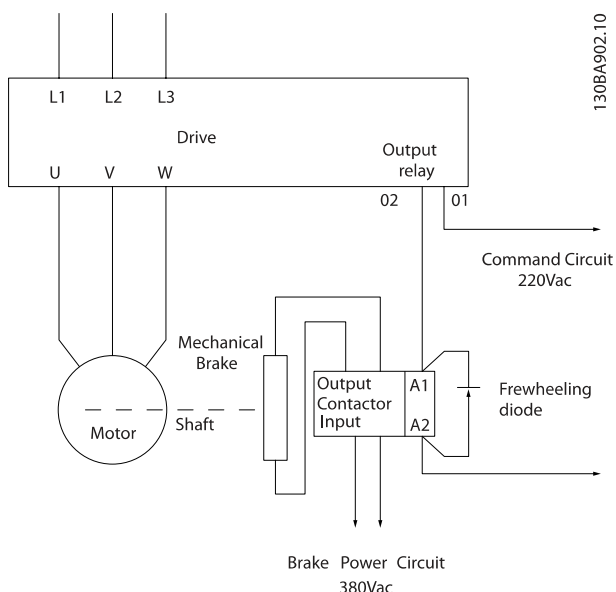 130BA902.10
L1 L2 L3
Drive
U V W
Output
relay
02 01
Command Circuit
220Vac
Mechanical
Brake
Output
Contactor
Input
A1
A2
Frewheeling
diode
Motor
Shaft
Brake Power Circuit
380Vac